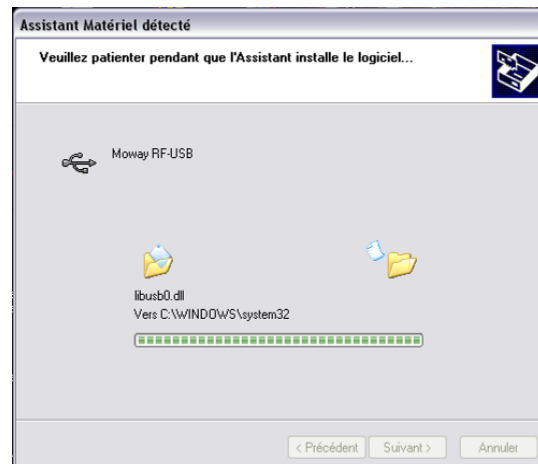 Assistant Matériel détecté
Veuillez patienter pendant que l'Assistant installe le logiciel...
Moway RF-USB
libusb0.dll
Vers C:\WINDOWS\system32
< Précédent Suivant > Annuler